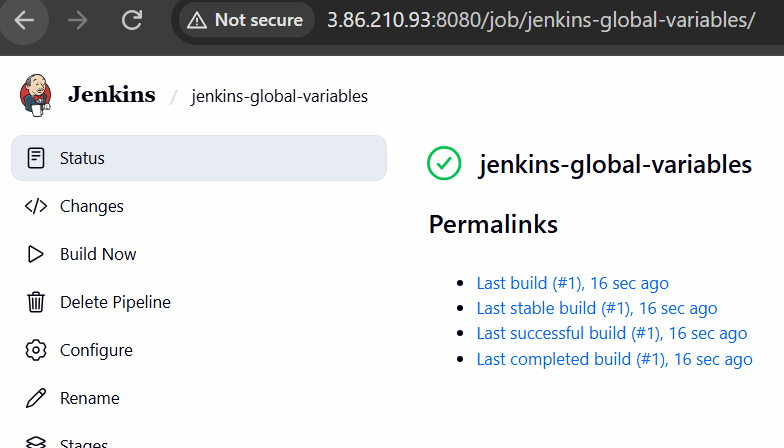 Not secure 3.86.210.93:8080/job/jenkins-global-variables/
Jenkins / jenkins-global-variables
Status
Changes
Build Now
Delete Pipeline
Configure
Rename
Stages
jenkins-global-variables
Permalinks
Last build (#1), 16 sec ago
Last stable build (#1), 16 sec ago
Last successful build (#1), 16 sec ago
Last completed build (#1), 16 sec ago